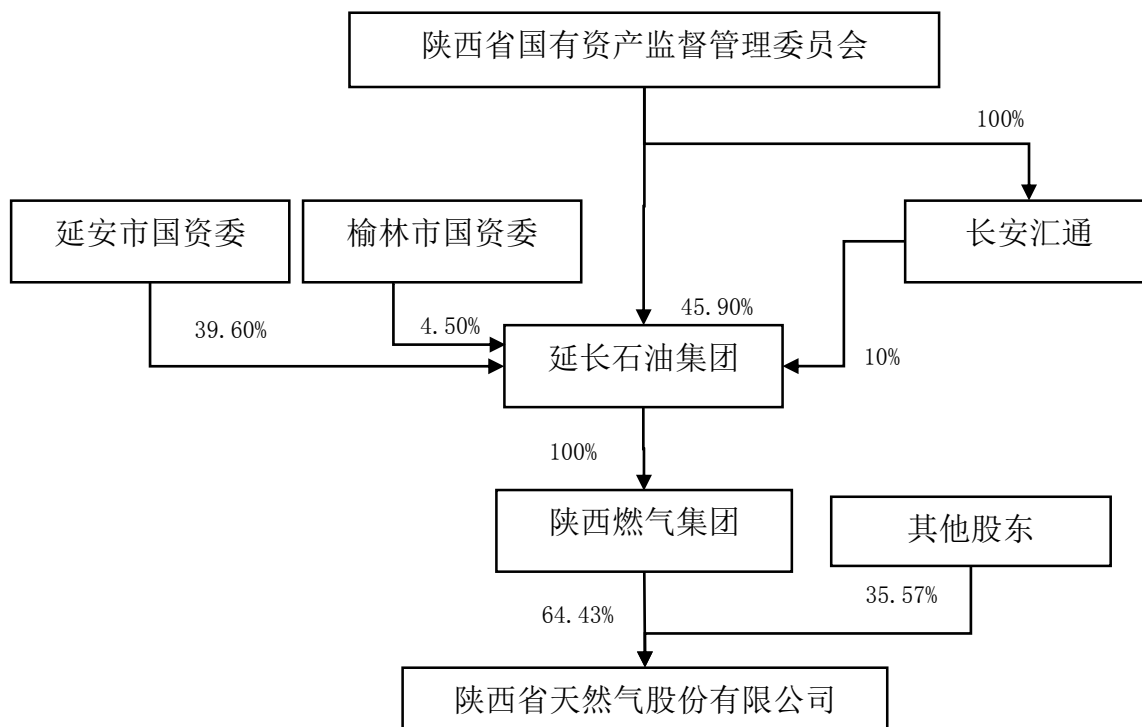 陕西省国有资产监督管理委员会
100%
延安市国资委
榆林市国资委
长安汇通
39.60%
4.50%
45.90%
延长石油集团
10%
100%
陕西燃气集团
其他股东
64.43%
35.57%
陕西省天然气股份有限公司